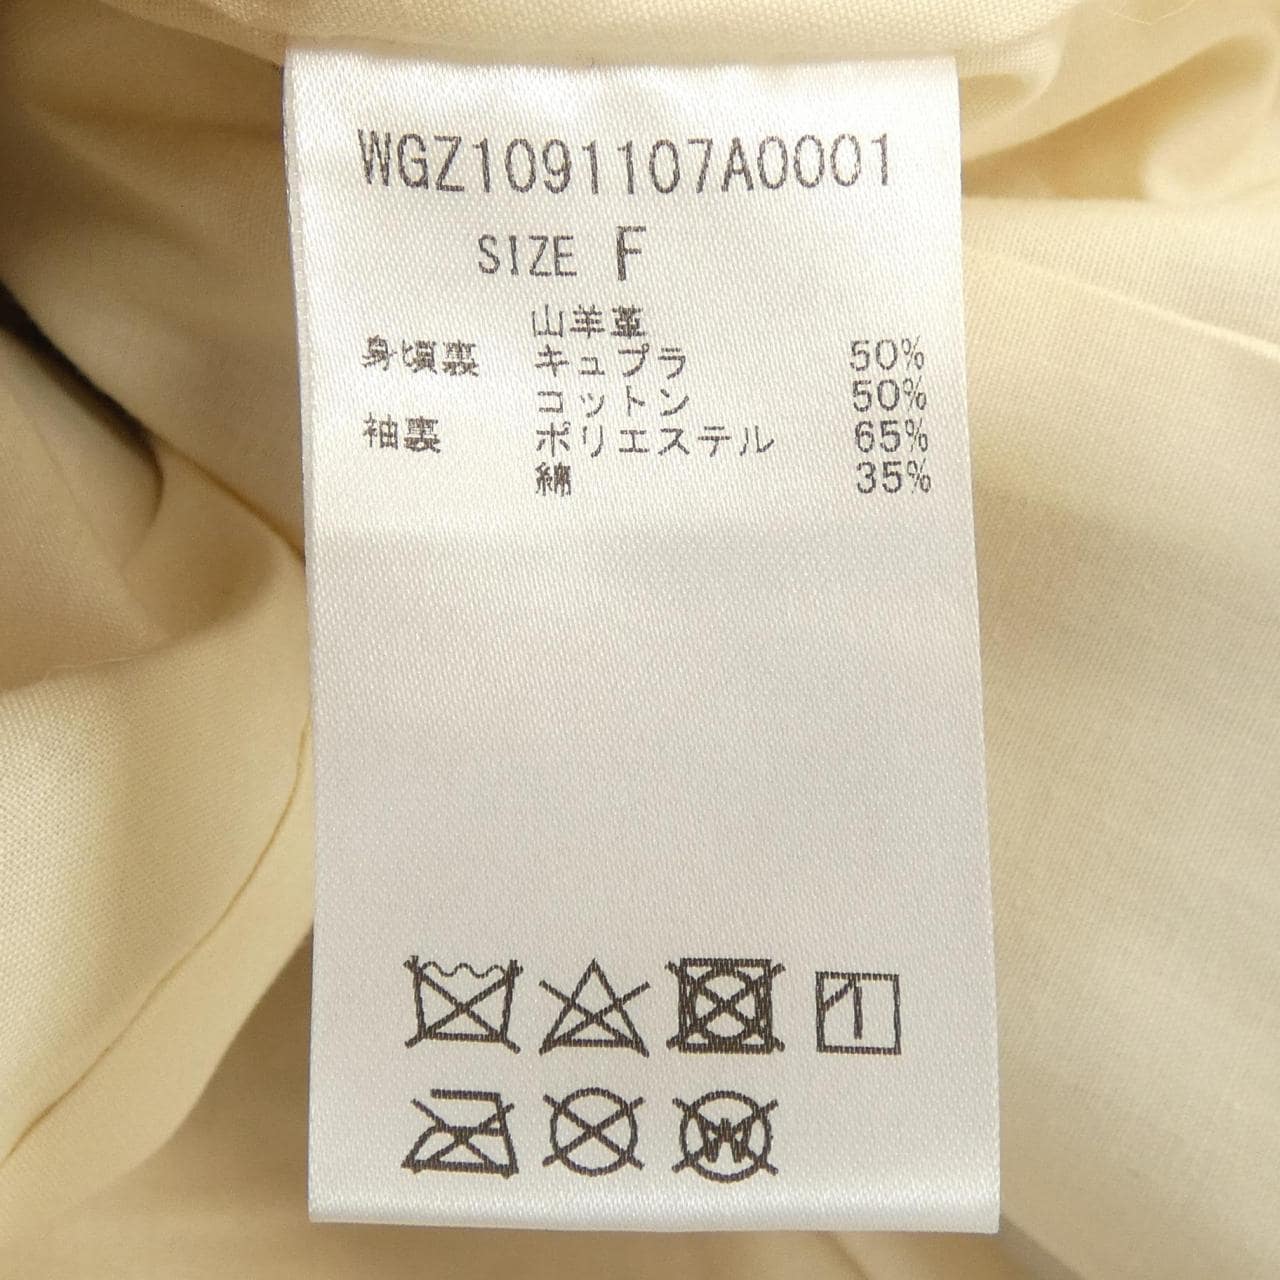 WGZ1091107A0001
SIZE F
山羊革
身頃裏 キュプラ 50%
コットン 50%
袖裏 ポリエステル 65%
綿 35%
W